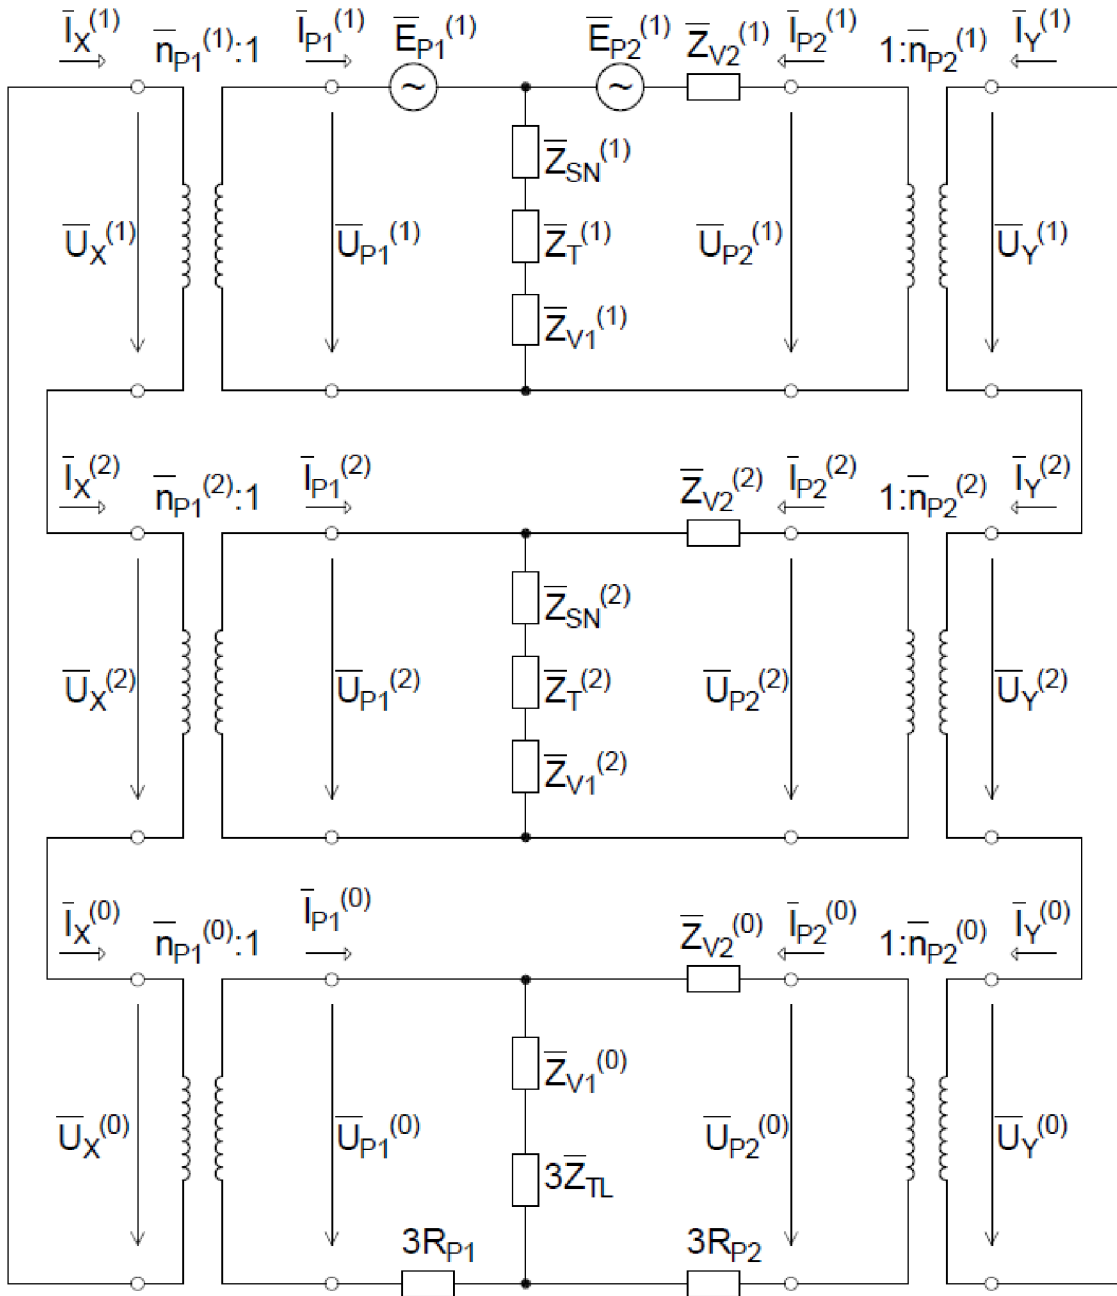 I̅X(1) n̅P1(1):1 I̅P1(1) E̅P1(1) E̅P2(1) Z̅V2(1) I̅P2(1) 1:n̅P2(1) I̅Y(1)
Z̅SN(1)
U̅X(1) U̅P1(1) Z̅T(1) U̅P2(1) U̅Y(1)
Z̅V1(1)
I̅X(2) n̅P1(2):1 I̅P1(2) Z̅V2(2) I̅P2(2) 1:n̅P2(2) I̅Y(2)
Z̅SN(2)
U̅X(2) U̅P1(2) Z̅T(2) U̅P2(2) U̅Y(2)
Z̅V1(2)
I̅X(0) n̅P1(0):1 I̅P1(0) Z̅V2(0) I̅P2(0) 1:n̅P2(0) I̅Y(0)
Z̅V1(0)
U̅X(0) U̅P1(0) U̅P2(0) U̅Y(0)
3Z̅TL
3RP1 3RP2